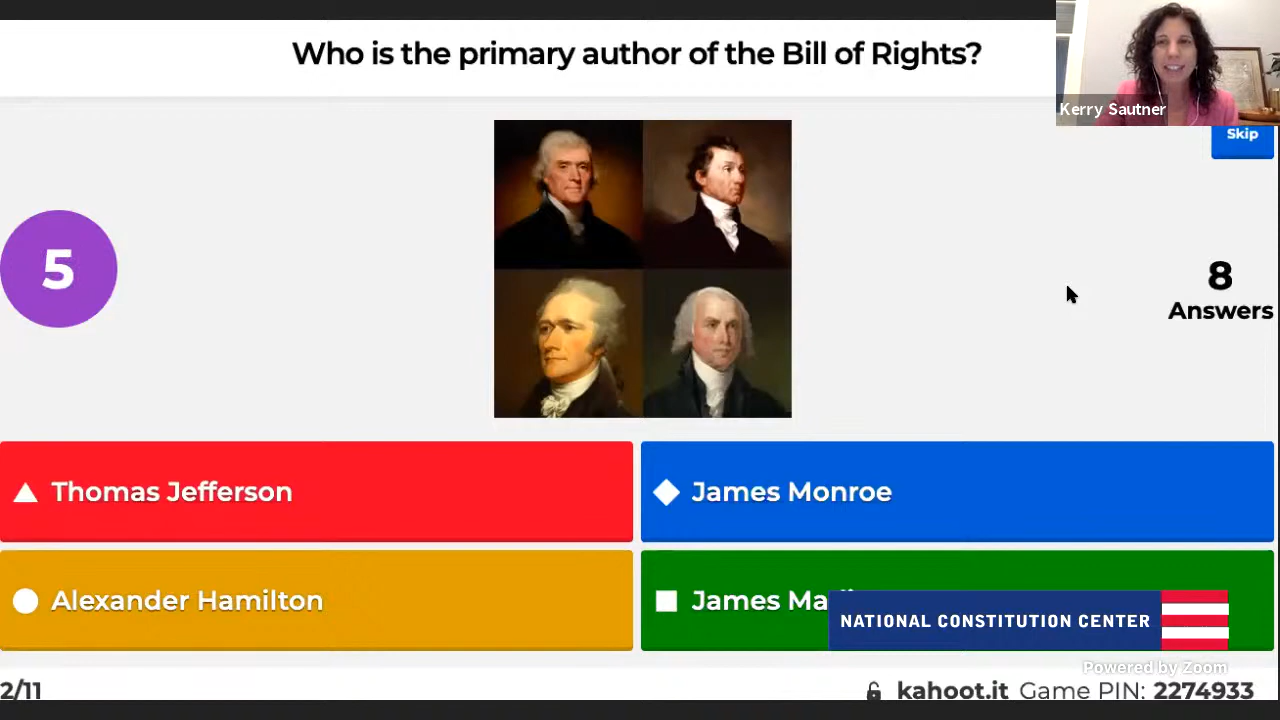 Who is the primary author of the Bill of Rights?
Kerry Sautner
Skip
5
8
Answers
Thomas Jefferson
James Monroe
Alexander Hamilton
James
NATIONAL CONSTITUTION CENTER
Powered by Zoom
2/11
kahoot.it Game PIN: 2274933